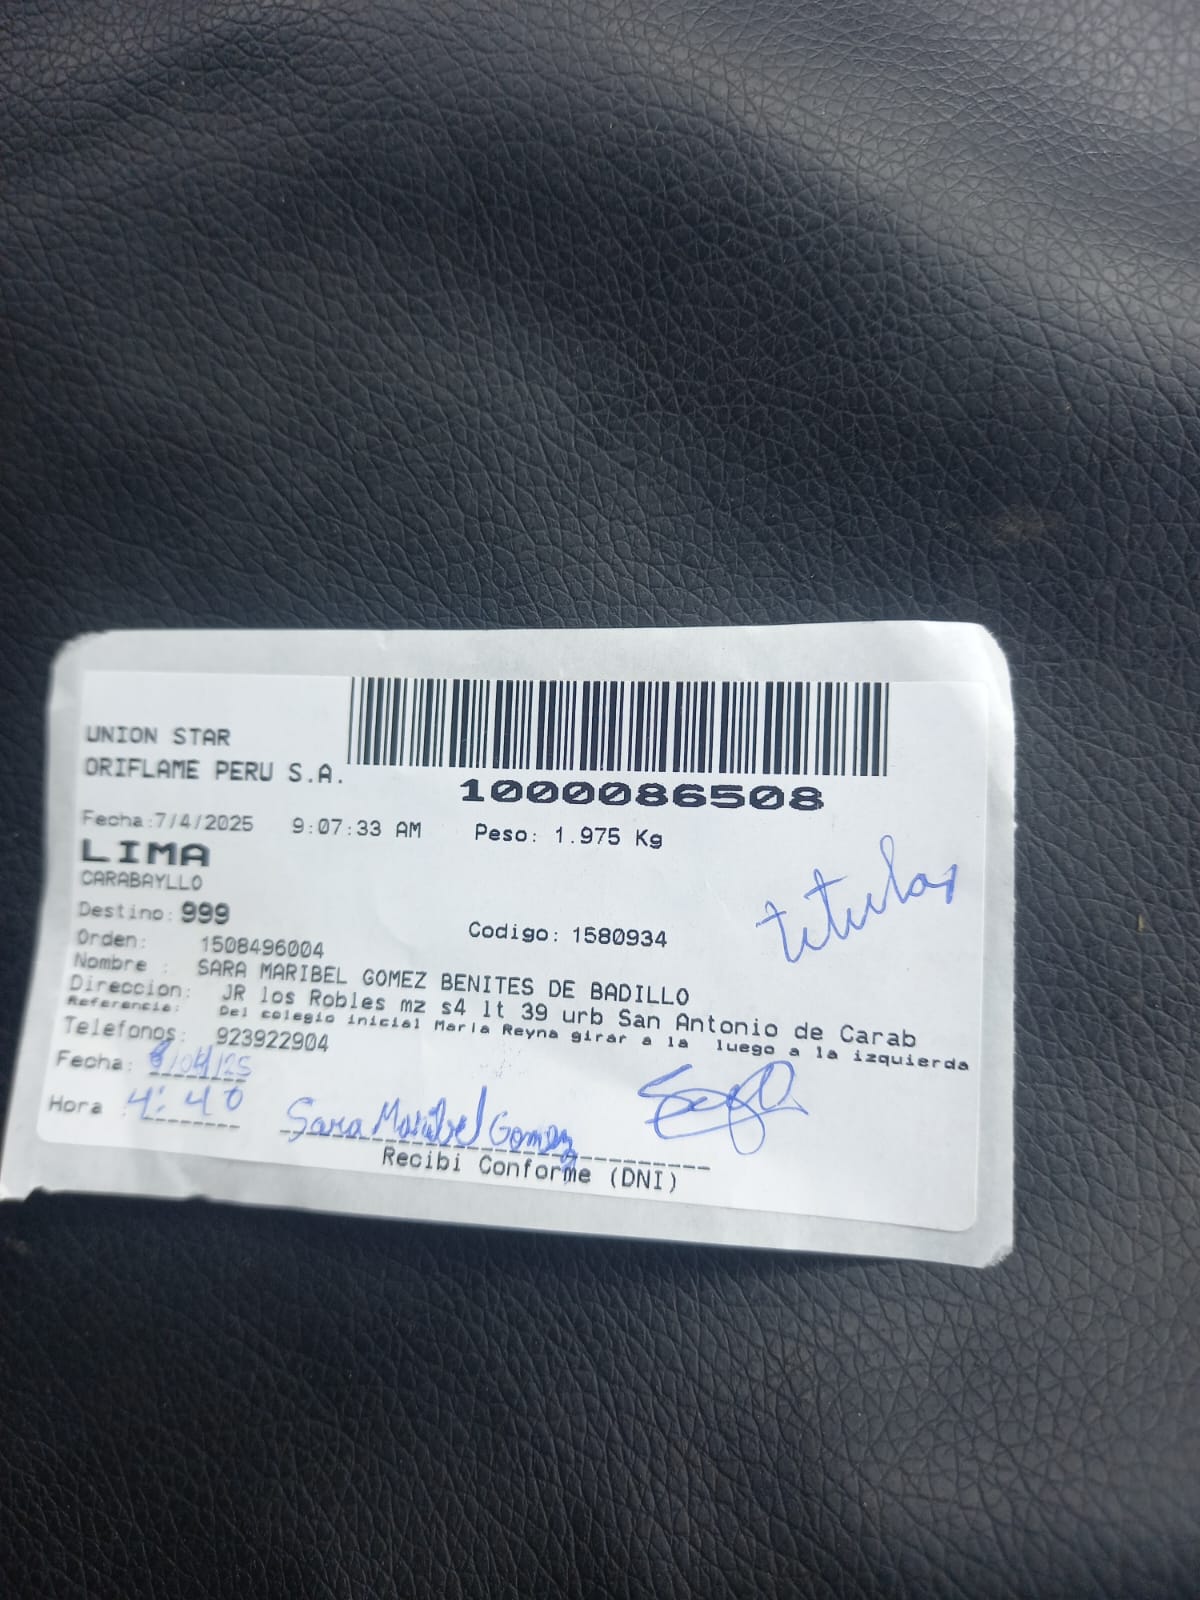 UNION STAR
ORIFLAME PERU S.A.
1000086508
Fecha:7/4/2025 9:07:33 AM Peso: 1.975 Kg
LIMA
CARABAYLLO
titular
Destino: 999
Orden: 1508496004 Codigo: 1580934
Nombre : SARA MARIBEL GOMEZ BENITES DE BADILLO
Direccion: JR los Robles mz s4 lt 39 urb San Antonio de Carab
Referencia: Del colegio inicial Maria Reyna girar a la luego a la izquierda
Telefonos: 923922904
Fecha: 8/04/25
Hora 4:40
Sara Maribel Gomez
Recibi Conforme (DNI)